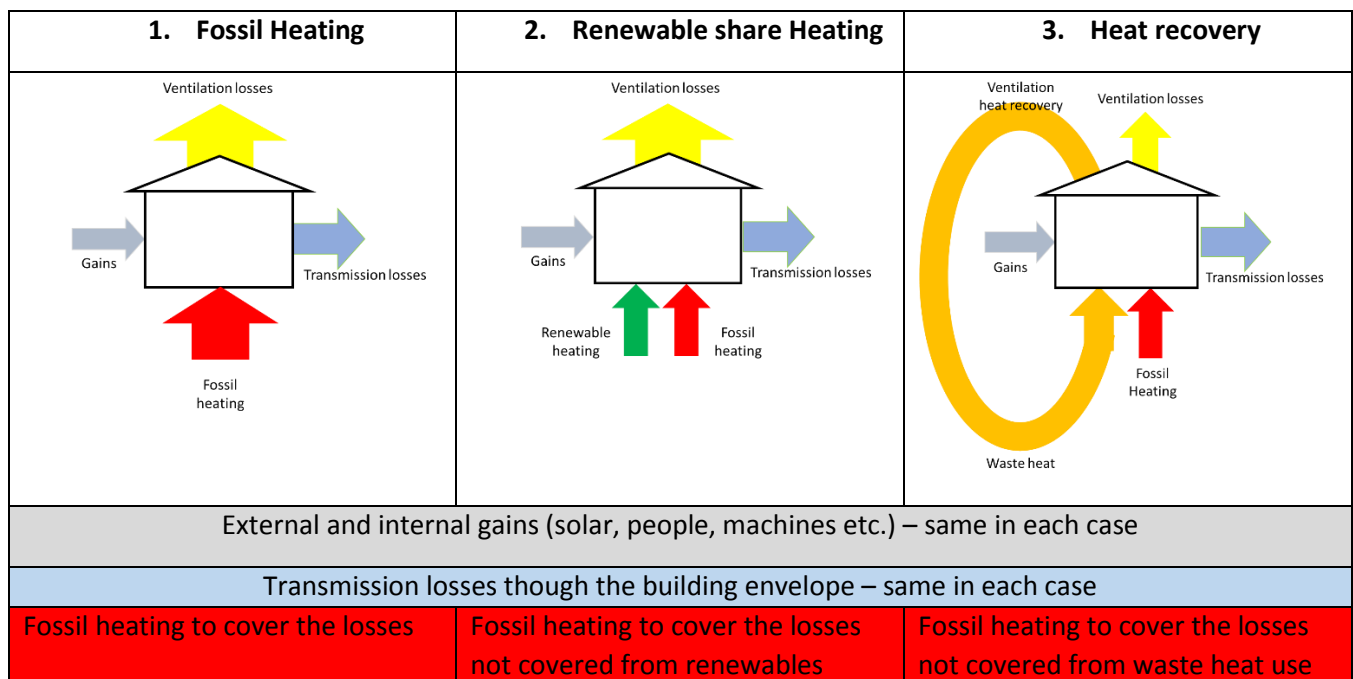 1. Fossil Heating
2. Renewable share Heating
3. Heat recovery
Ventilation losses
Gains
Transmission losses
Fossil
heating
Ventilation losses
Gains
Transmission losses
Renewable
heating
Fossil
heating
Ventilation
heat recovery
Ventilation losses
Gains
Transmission losses
Fossil
Heating
Waste heat
External and internal gains (solar, people, machines etc.) – same in each case
Transmission losses though the building envelope – same in each case
Fossil heating to cover the losses
Fossil heating to cover the losses
not covered from renewables
Fossil heating to cover the losses
not covered from waste heat use